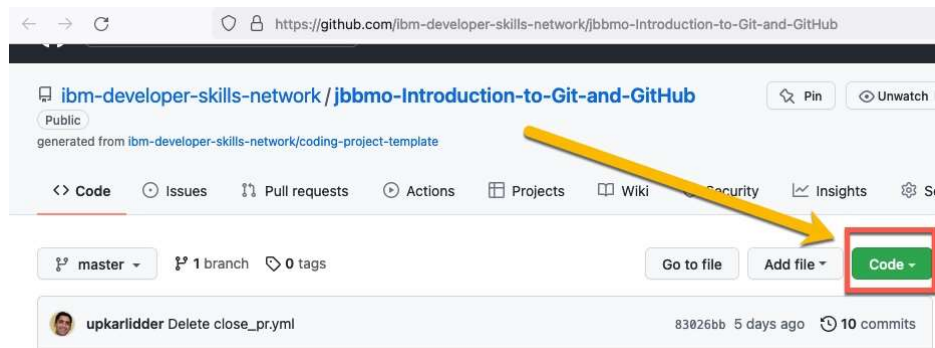 https://github.com/ibm-developer-skills-network/jbbmo-Introduction-to-Git-and-GitHub
ibm-developer-skills-network / jbbmo-Introduction-to-Git-and-GitHub
Pin
Unwatch
Public
generated from ibm-developer-skills-network/coding-project-template
<> Code
Issues
Pull requests
Actions
Projects
Wiki
Security
Insights
master
1 branch
0 tags
Go to file
Add file
Code
upkarlidder Delete close_pr.yml
83026bb 5 days ago
10 commits